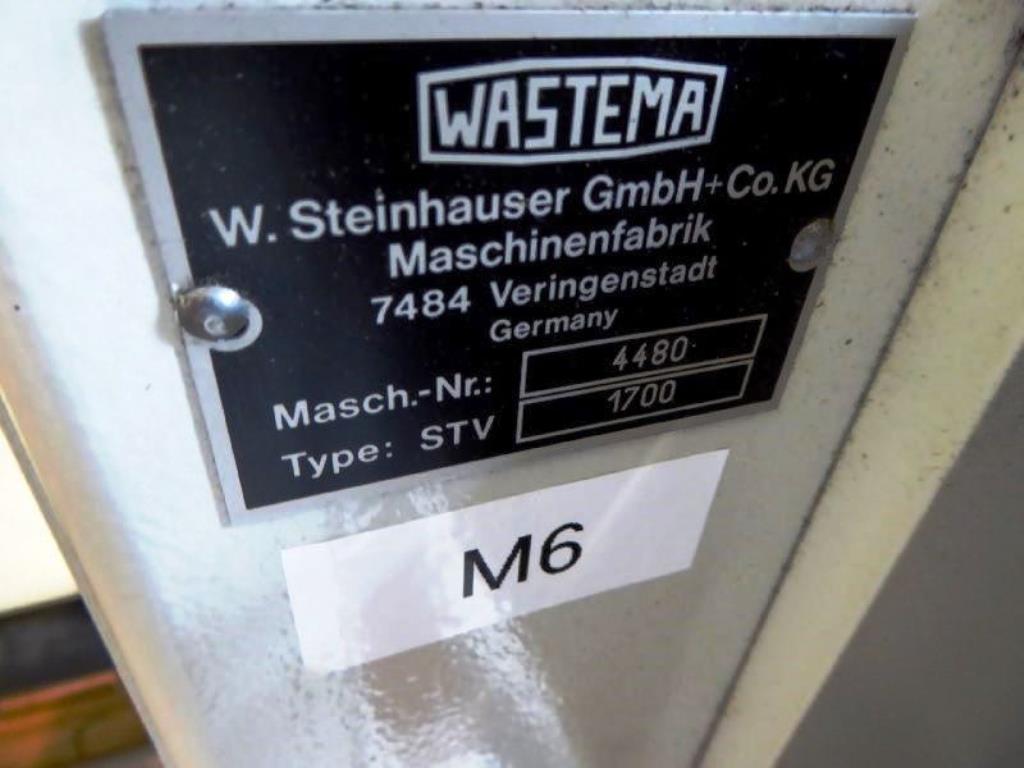 WASTEMA
W. Steinhauser GmbH+Co. KG
Maschinenfabrik
7484 Veringenstadt
Germany
Masch.-Nr.: 4480
Type: STV 1700
M6